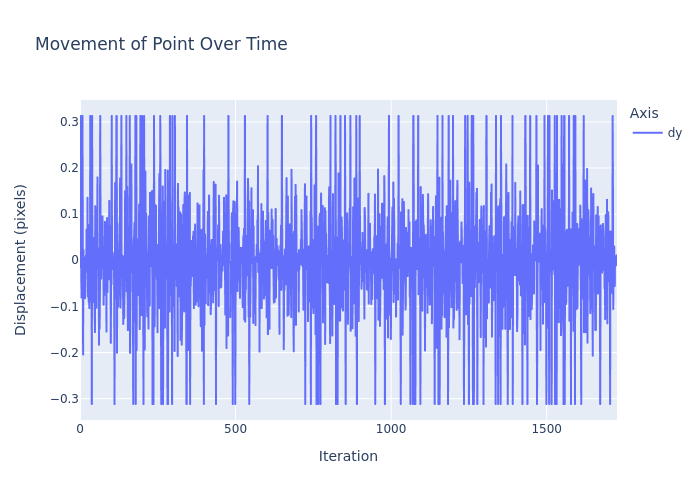 Movement of Point Over Time
Axis
dy
Displacement (pixels)
0.3
0.2
0.1
0
−0.1
−0.2
−0.3
0
500
1000
1500
Iteration